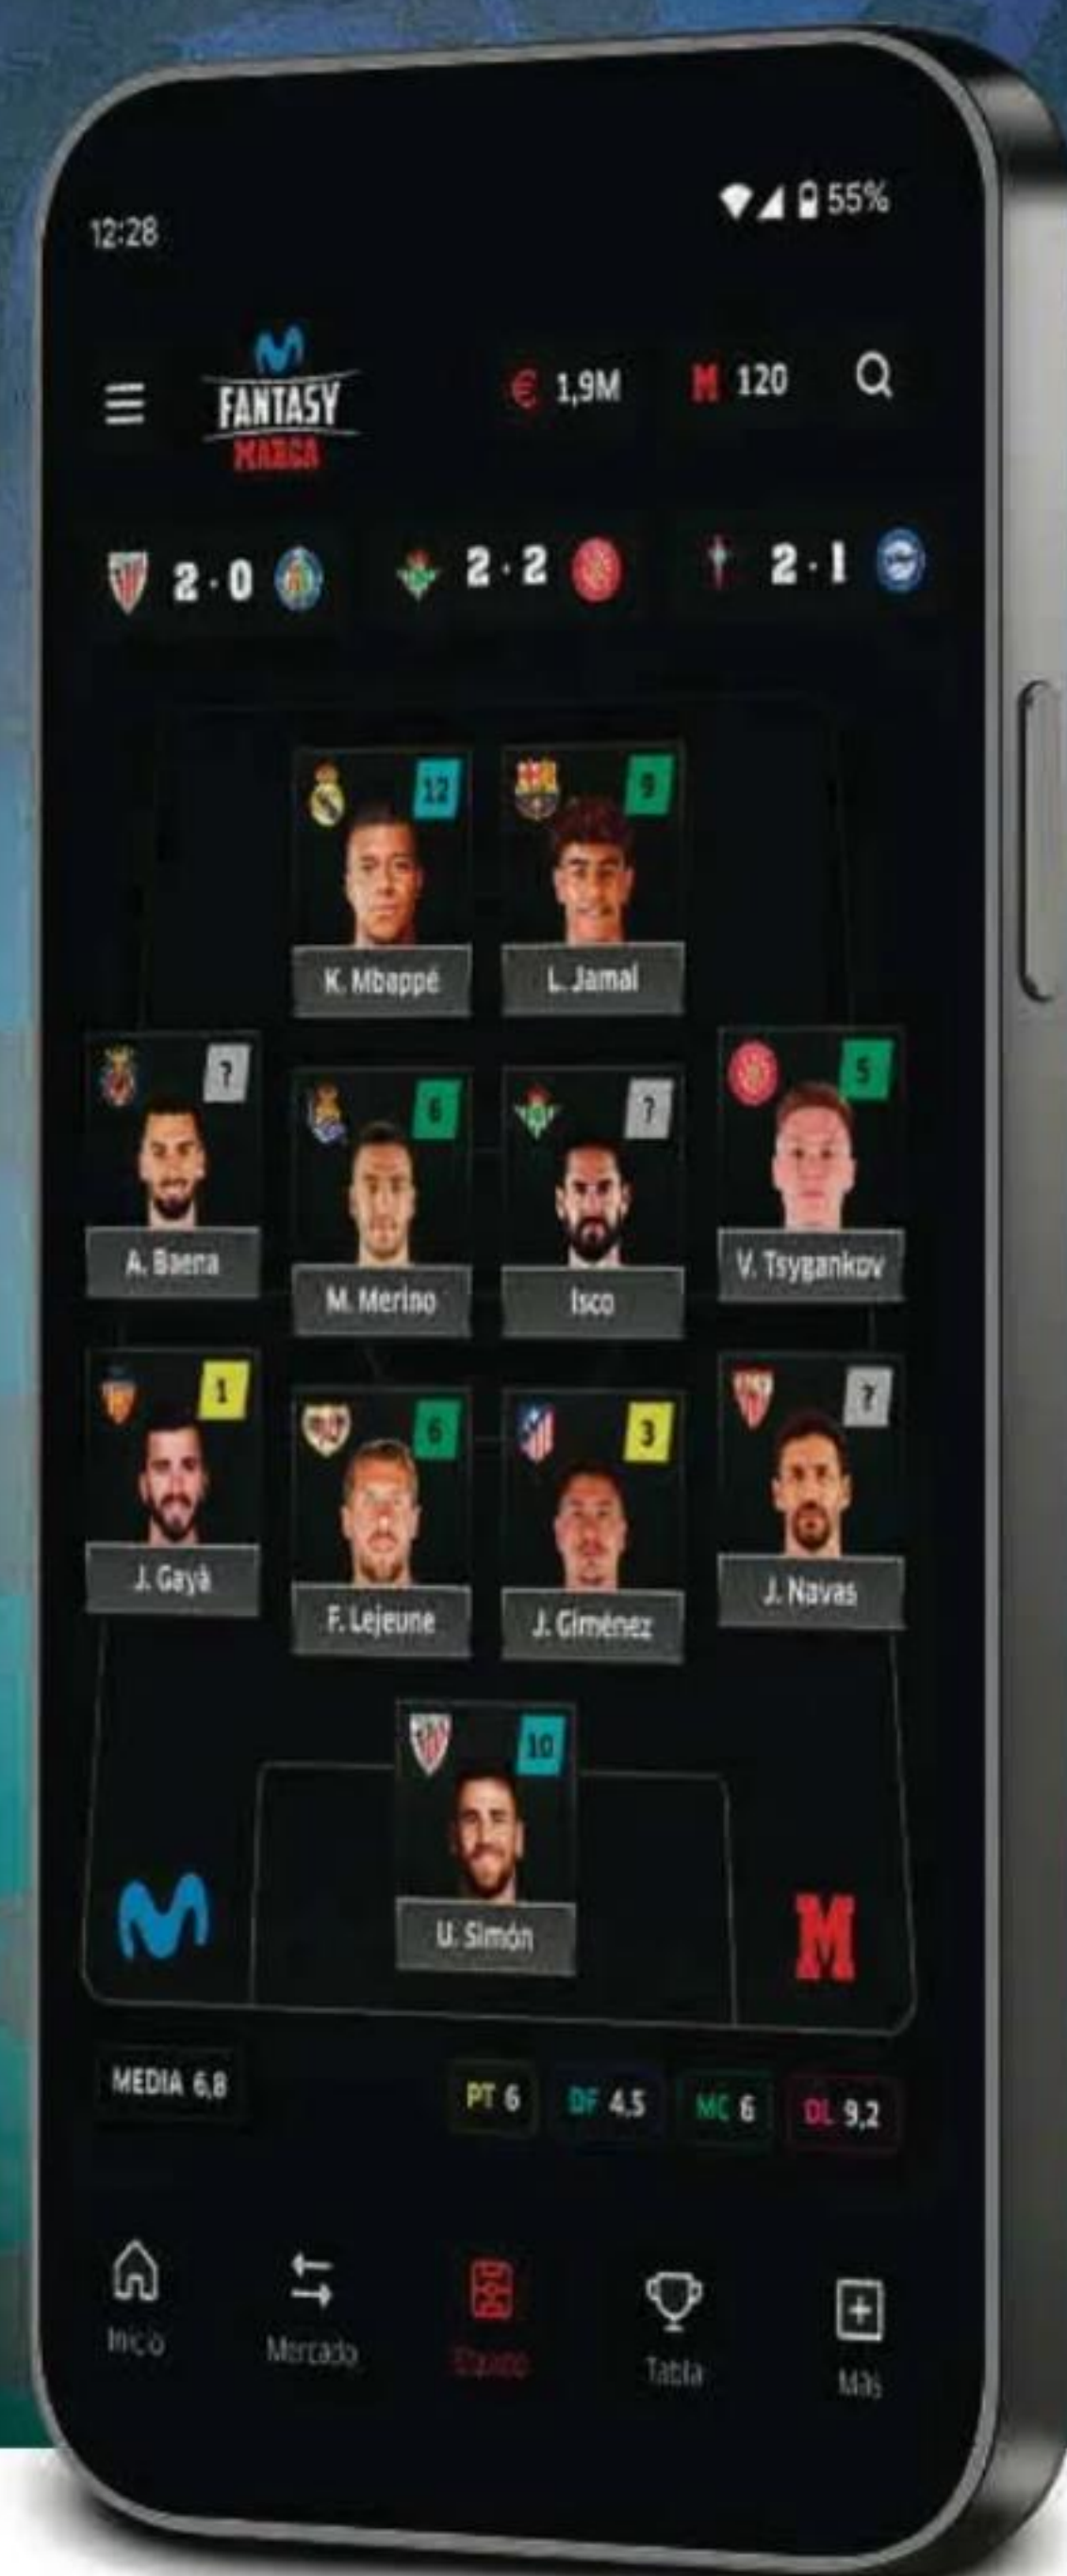 12:28
55%
FANTASY
MARCA
€ 1,9M
M 120
2 · 0
2 · 2
2 · 1
12
9
K. Mbappé
L. Jamal
?
6
?
5
A. Baena
M. Merino
Isco
V. Tsygankov
1
6
3
?
J. Gayà
F. Lejeune
J. Giménez
J. Navas
10
U. Simón
M
MEDIA 6,8
PT 6
DF 4,5
MC 6
DL 9,2
Inicio
Mercado
Equipo
Tabla
Más